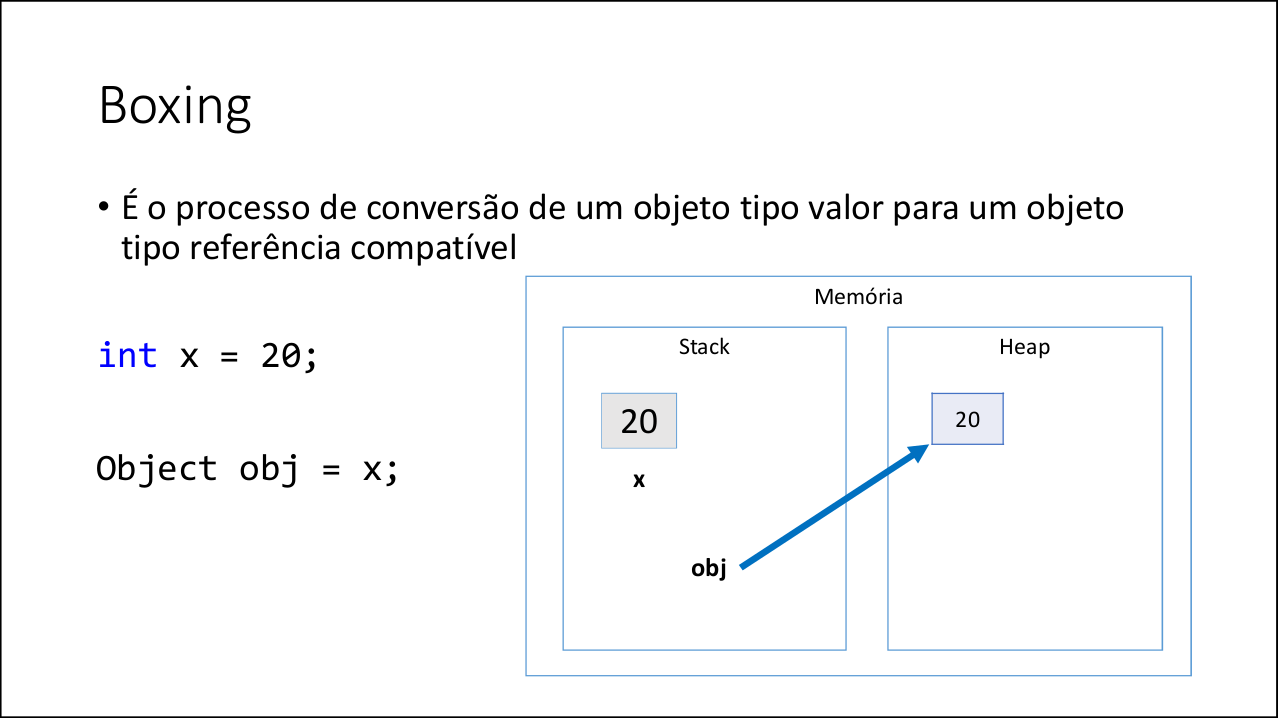 Boxing
• É o processo de conversão de um objeto tipo valor para um objeto
tipo referência compatível
int x = 20;
Object obj = x;
Memória
Stack
20
x
obj
Heap
20